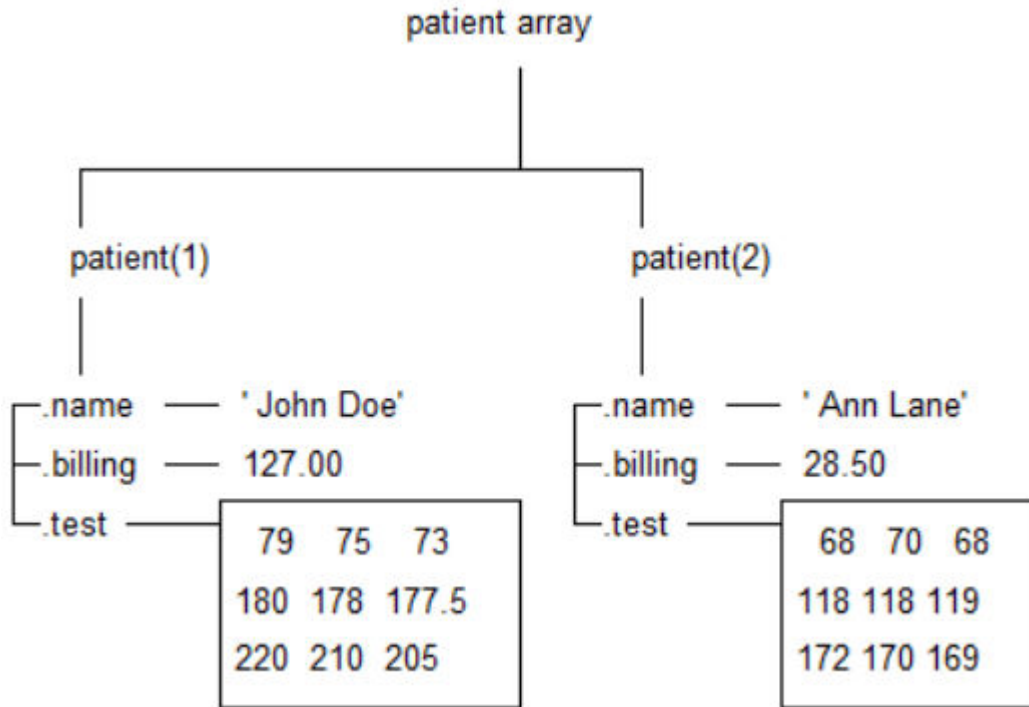 patient array
patient(1)
patient(2)
.name ' John Doe'
.billing 127.00
.test
79 75 73
180 178 177.5
220 210 205
.name ' Ann Lane'
.billing 28.50
.test
68 70 68
118 118 119
172 170 169